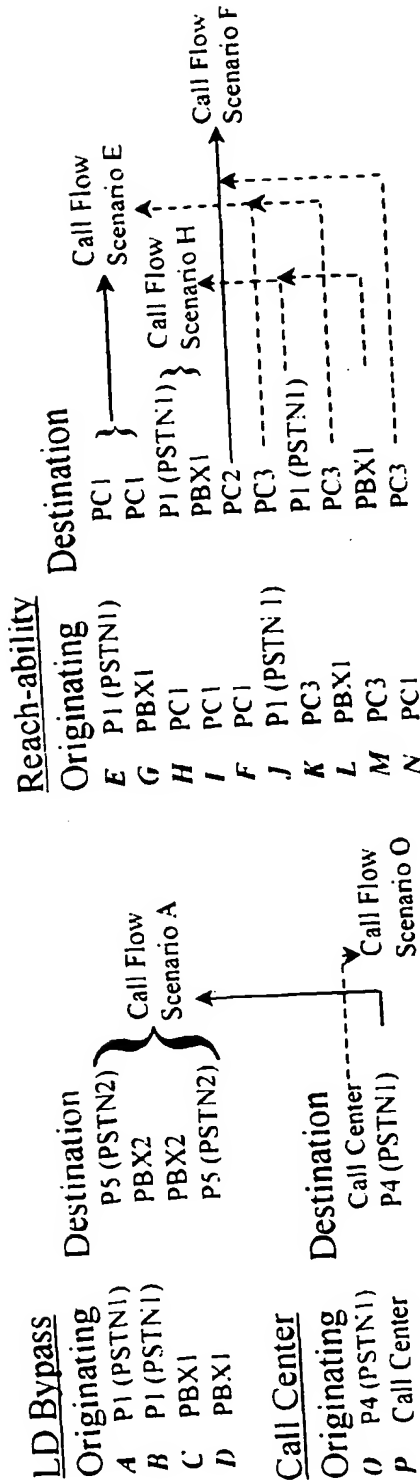 LD Bypass
Originating Destination
A P1 (PSTN1) P5 (PSTN2)
B P1 (PSTN1) PBX2
C PBX1 PBX2
D PBX1 P5 (PSTN2)
Call Flow
Scenario A
Call Center
Originating Destination
O P4 (PSTN1) Call Center
P Call Center P4 (PSTN1)
Call Flow
Scenario O
Reach-ability
Originating Destination
E P1 (PSTN1) PC1
G PBX1 PC1
H PC1 P1 (PSTN1)
I PC1 PBX1
F PC1 PC2
J P1 (PSTN 1) PC3
K PC3 P1 (PSTN1)
L PBX1 PC3
M PC3 PBX1
N PC1 PC3
Call Flow
Scenario E
Call Flow
Scenario H
Call Flow
Scenario F